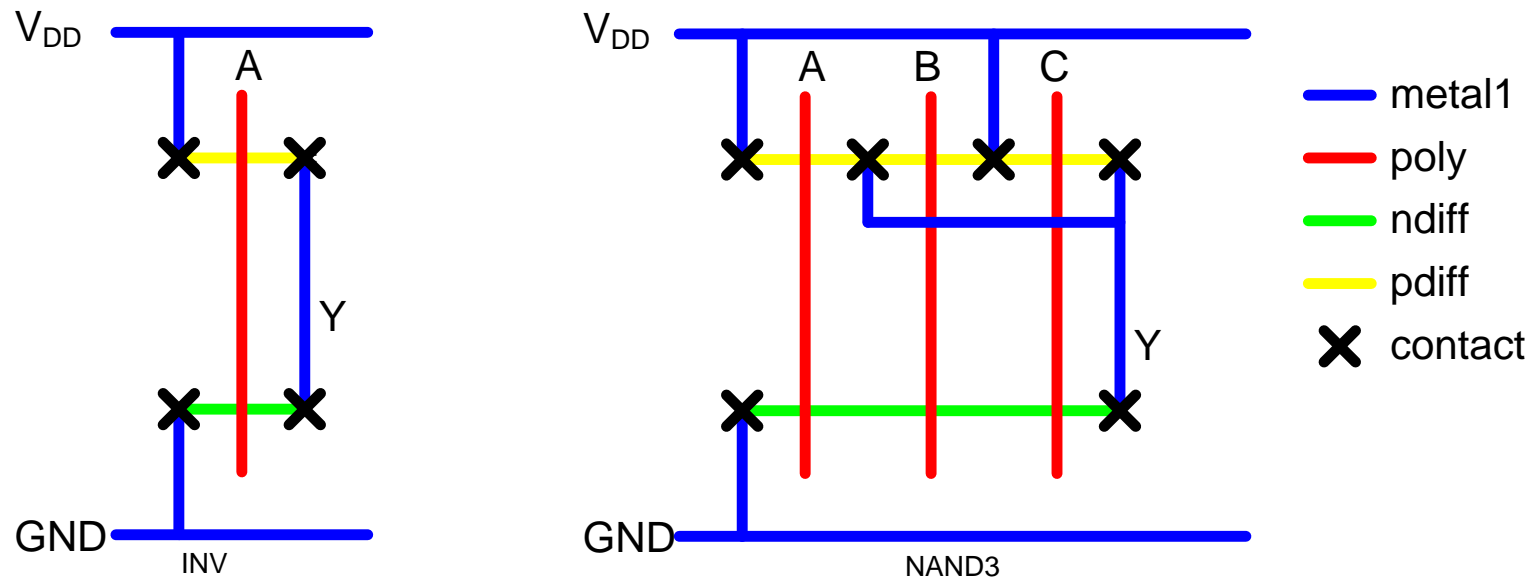 VDD
A
Y
GND
INV
VDD
A B C
Y
GND
NAND3
metal1
poly
ndiff
pdiff
contact